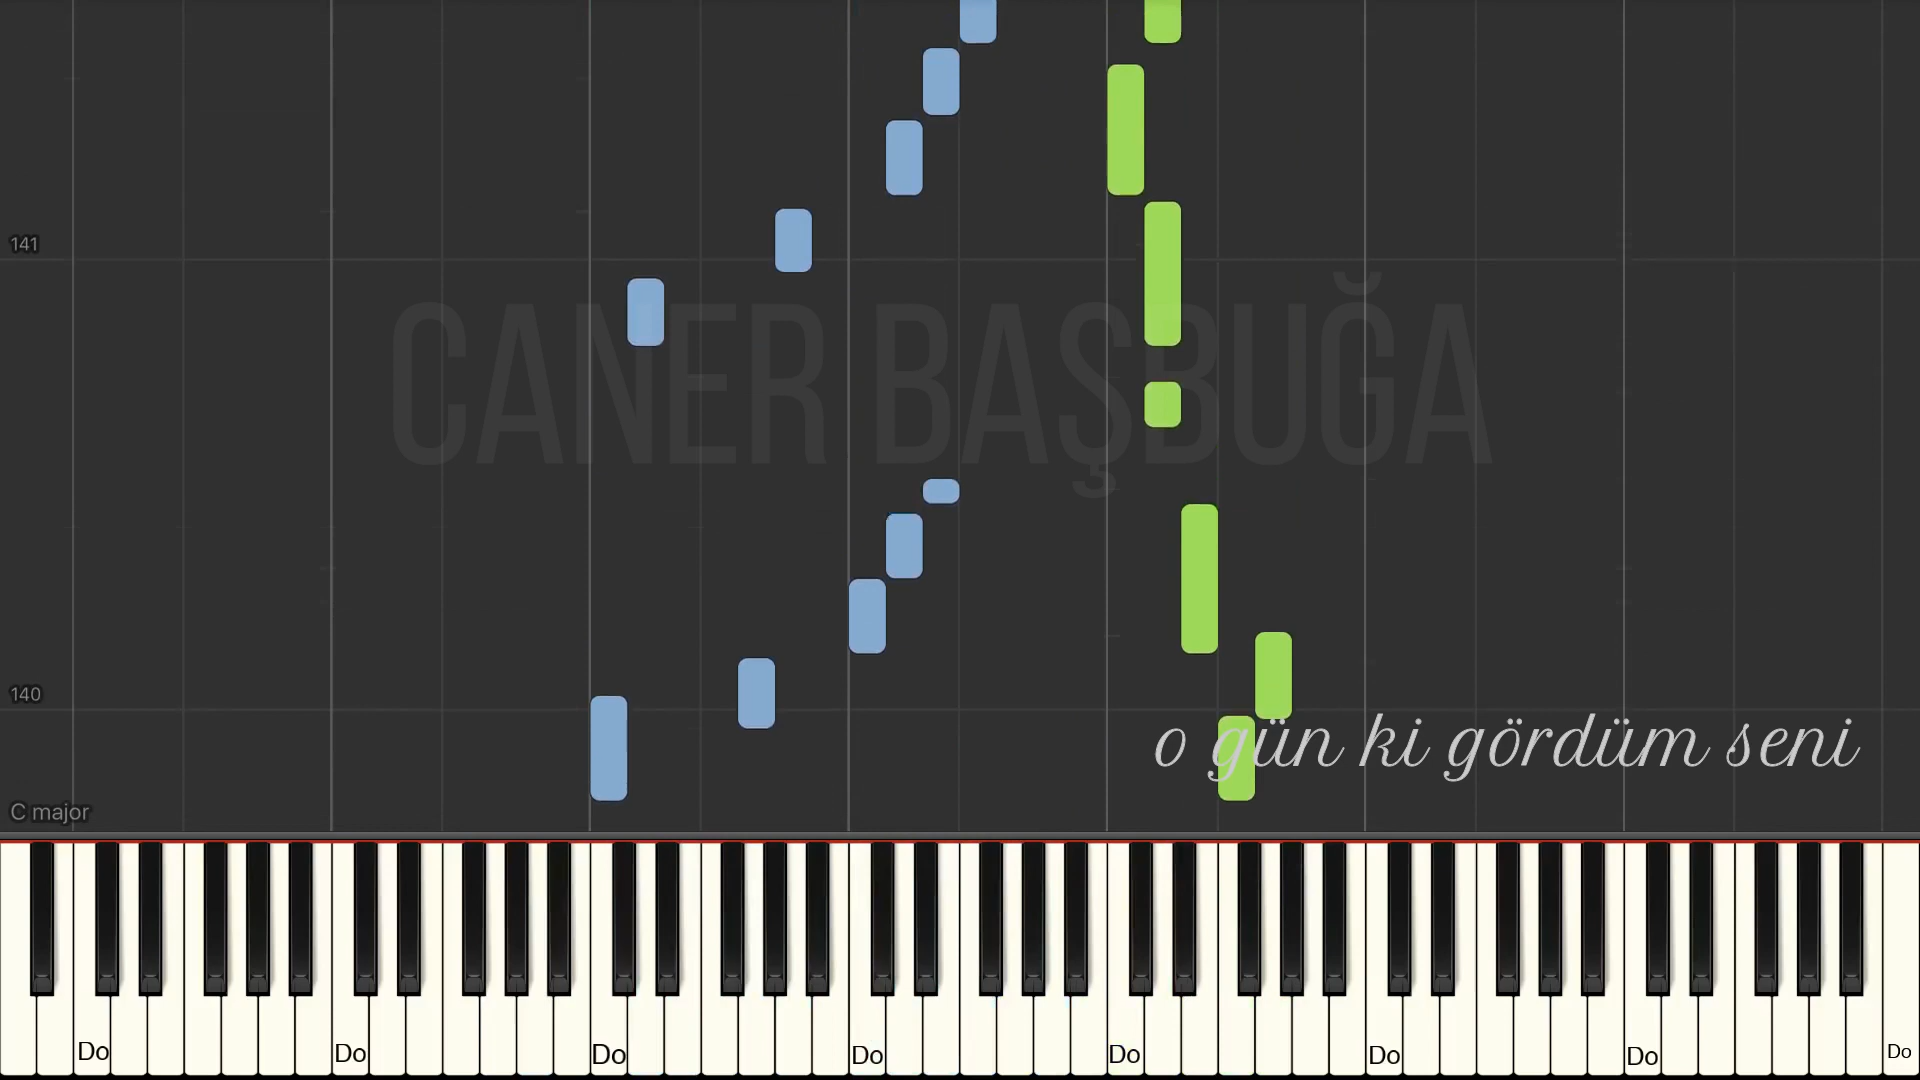 141
CANER BAŞBUĞA
140
o gün ki gördüm seni
C major
Do Do Do Do Do Do Do Do